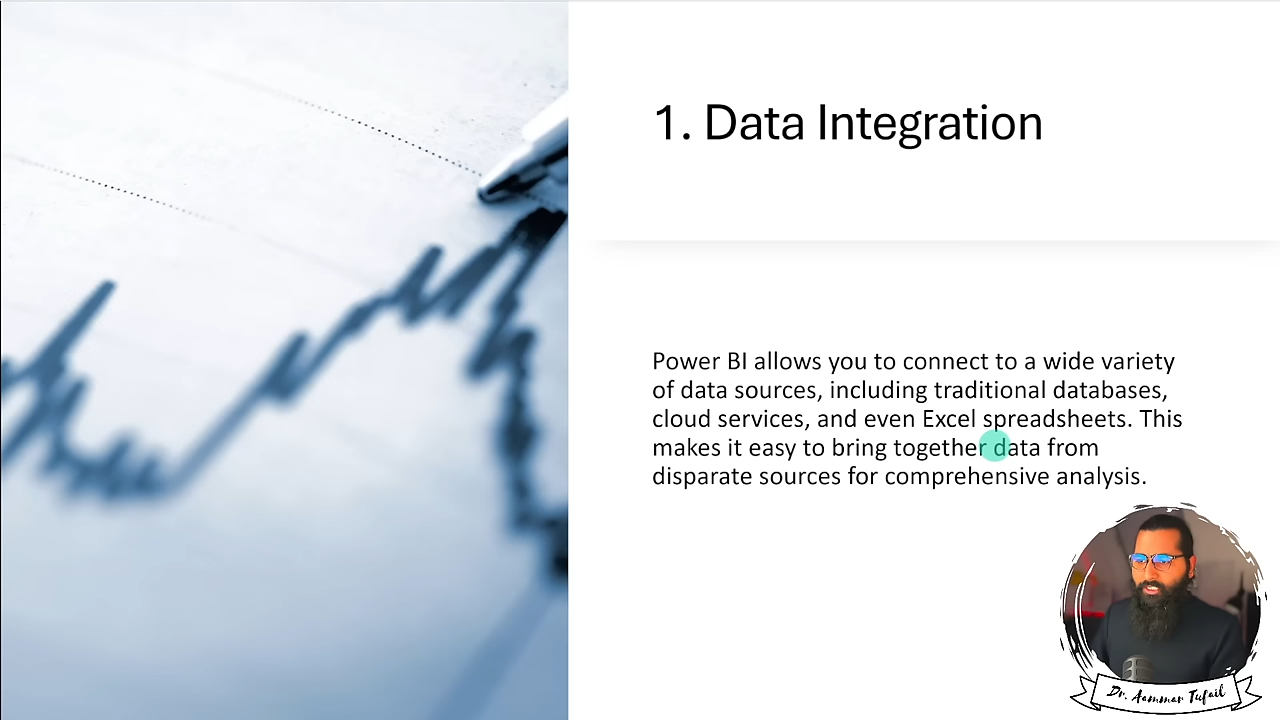 1. Data Integration
Power BI allows you to connect to a wide variety
of data sources, including traditional databases,
cloud services, and even Excel spreadsheets. This
makes it easy to bring together data from
disparate sources for comprehensive analysis.
Dr. Aammar Tufail